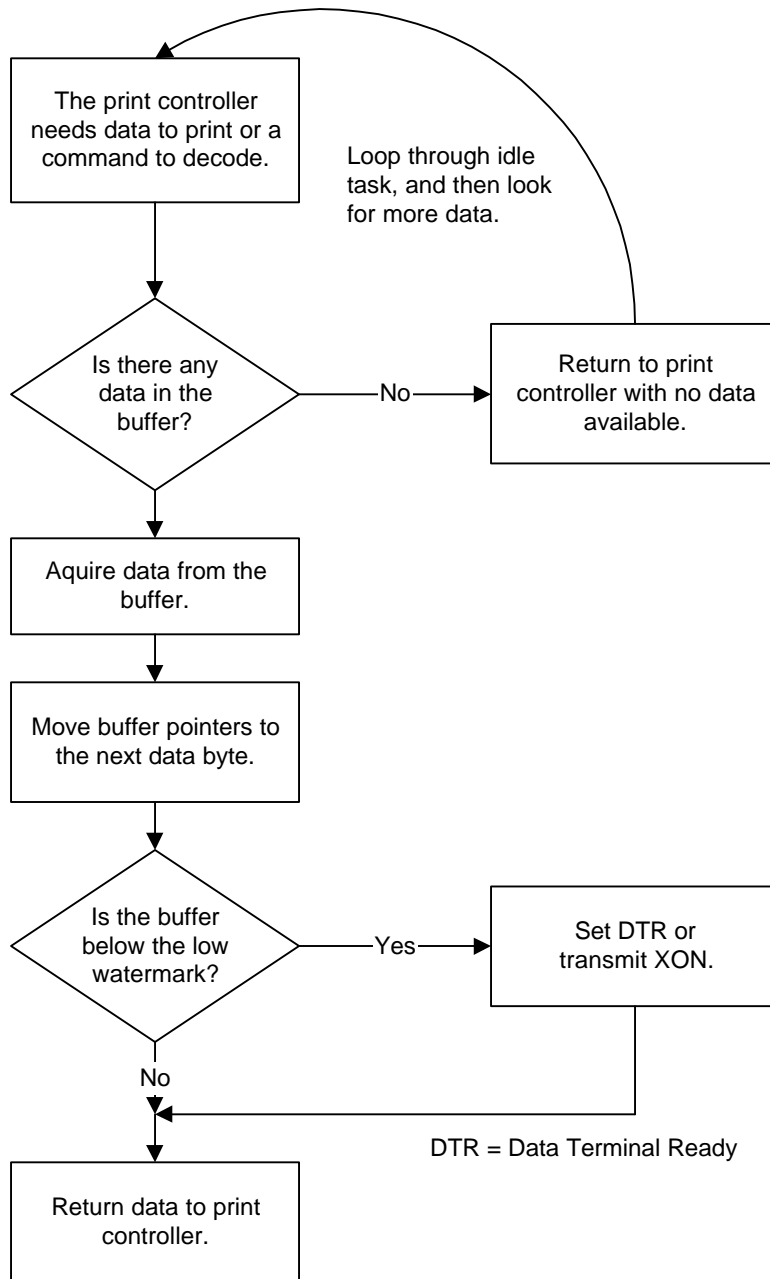 The print controller
needs data to print or a
command to decode.
Loop through idle
task, and then look
for more data.
Is there any
data in the
buffer?
No
Return to print
controller with no data
available.
Aquire data from the
buffer.
Move buffer pointers to
the next data byte.
Is the buffer
below the low
watermark?
Yes
Set DTR or
transmit XON.
No
DTR = Data Terminal Ready
Return data to print
controller.